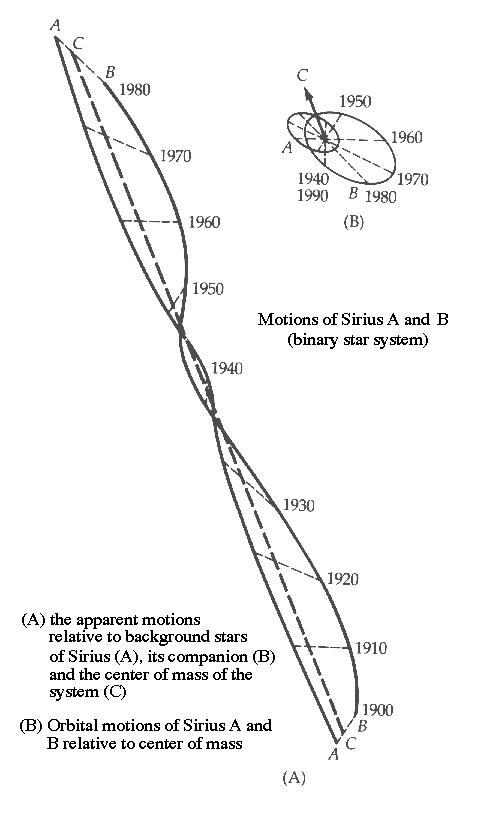 A
C
B
1980
1970
1960
1950
1940
1930
1920
1910
1900
B
C
A
(A)
C
1950
A
1960
1940
1970
1990
B 1980
(B)
Motions of Sirius A and B
(binary star system)
(A) the apparent motions
relative to background stars
of Sirius (A), its companion (B)
and the center of mass of the
system (C)
(B) Orbital motions of Sirius A and
B relative to center of mass